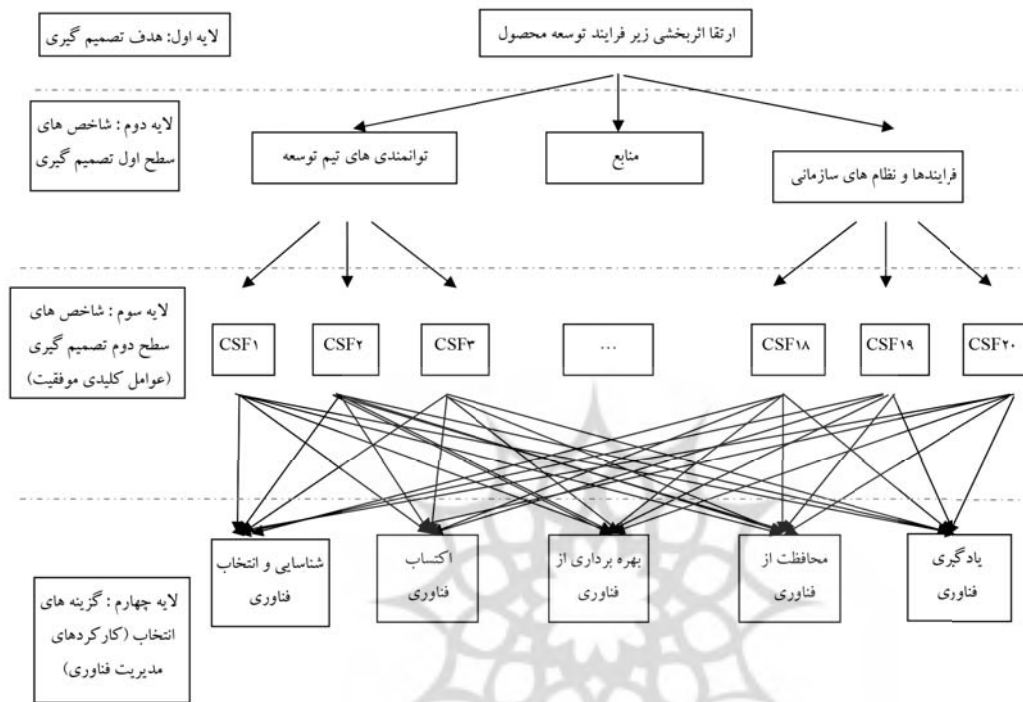 لایه اول: هدف تصمیم گیری
ارتقا اثربخشی زیر فرایند توسعه محصول
لایه دوم : شاخص های
سطح اول تصمیم گیری
فرایندها و نظام های سازمانی
منابع
توانمندی های تیم توسعه
لایه سوم : شاخص های
سطح دوم تصمیم گیری
(عوامل کلیدی موفقیت)
CSF۱
CSF۲
CSF۳
...
CSF۱۸
CSF۱۹
CSF۲۰
لایه چهارم : گزینه های
انتخاب (کارکردهای
مدیریت فناوری)
شناسایی و انتخاب
فناوری
اکتساب
فناوری
بهره برداری از
فناوری
محافظت از
فناوری
یادگیری
فناوری